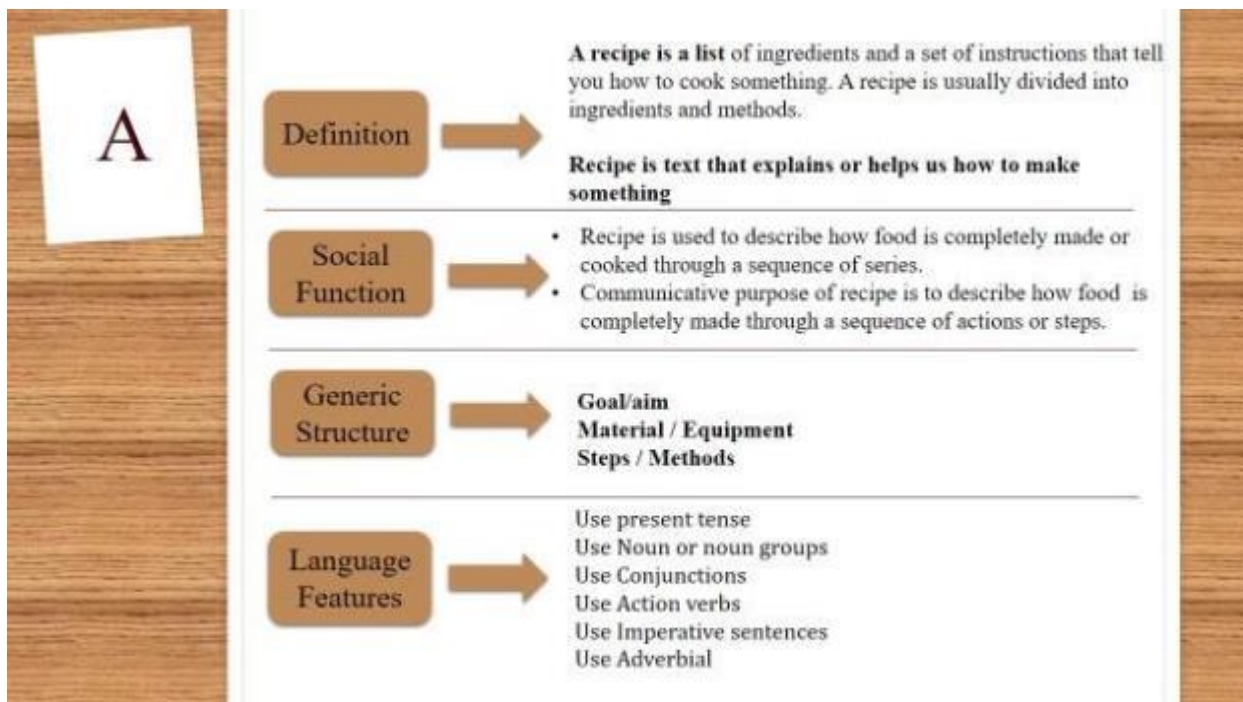 A
Definition
A recipe is a list of ingredients and a set of instructions that tell
you how to cook something. A recipe is usually divided into
ingredients and methods.
Recipe is text that explains or helps us how to make
something
Social
Function
• Recipe is used to describe how food is completely made or
cooked through a sequence of series.
• Communicative purpose of recipe is to describe how food is
completely made through a sequence of actions or steps.
Generic
Structure
Goal/aim
Material / Equipment
Steps / Methods
Language
Features
Use present tense
Use Noun or noun groups
Use Conjunctions
Use Action verbs
Use Imperative sentences
Use Adverbial